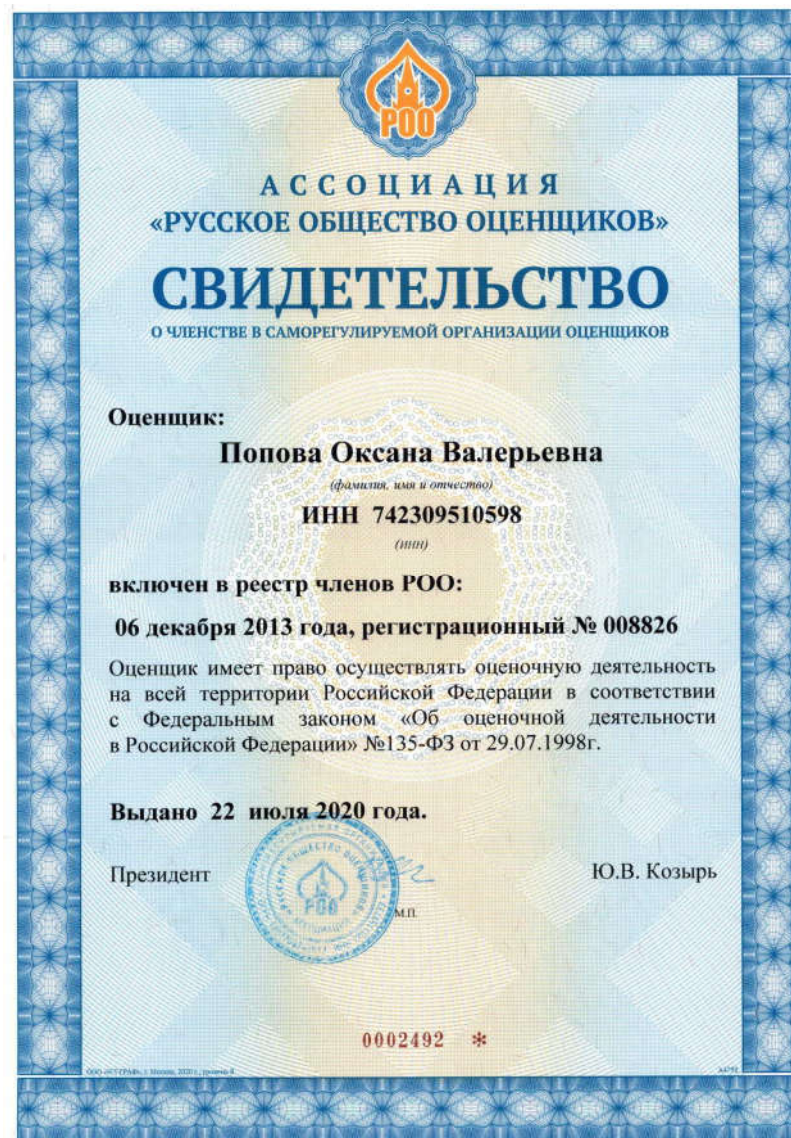 РОО
АССОЦИАЦИЯ
«РУССКОЕ ОБЩЕСТВО ОЦЕНЩИКОВ»
СВИДЕТЕЛЬСТВО
О ЧЛЕНСТВЕ В САМОРЕГУЛИРУЕМОЙ ОРГАНИЗАЦИИ ОЦЕНЩИКОВ
Оценщик:
Попова Оксана Валерьевна
(фамилия, имя и отчество)
ИНН 742309510598
(инн)
включен в реестр членов РОО:
06 декабря 2013 года, регистрационный № 008826
Оценщик имеет право осуществлять оценочную деятельность
на всей территории Российской Федерации в соответствии
с Федеральным законом «Об оценочной деятельности
в Российской Федерации» №135-ФЗ от 29.07.1998г.
Выдано 22 июля 2020 года.
Президент
Ю.В. Козырь
РОО
М.П.
0002492 *